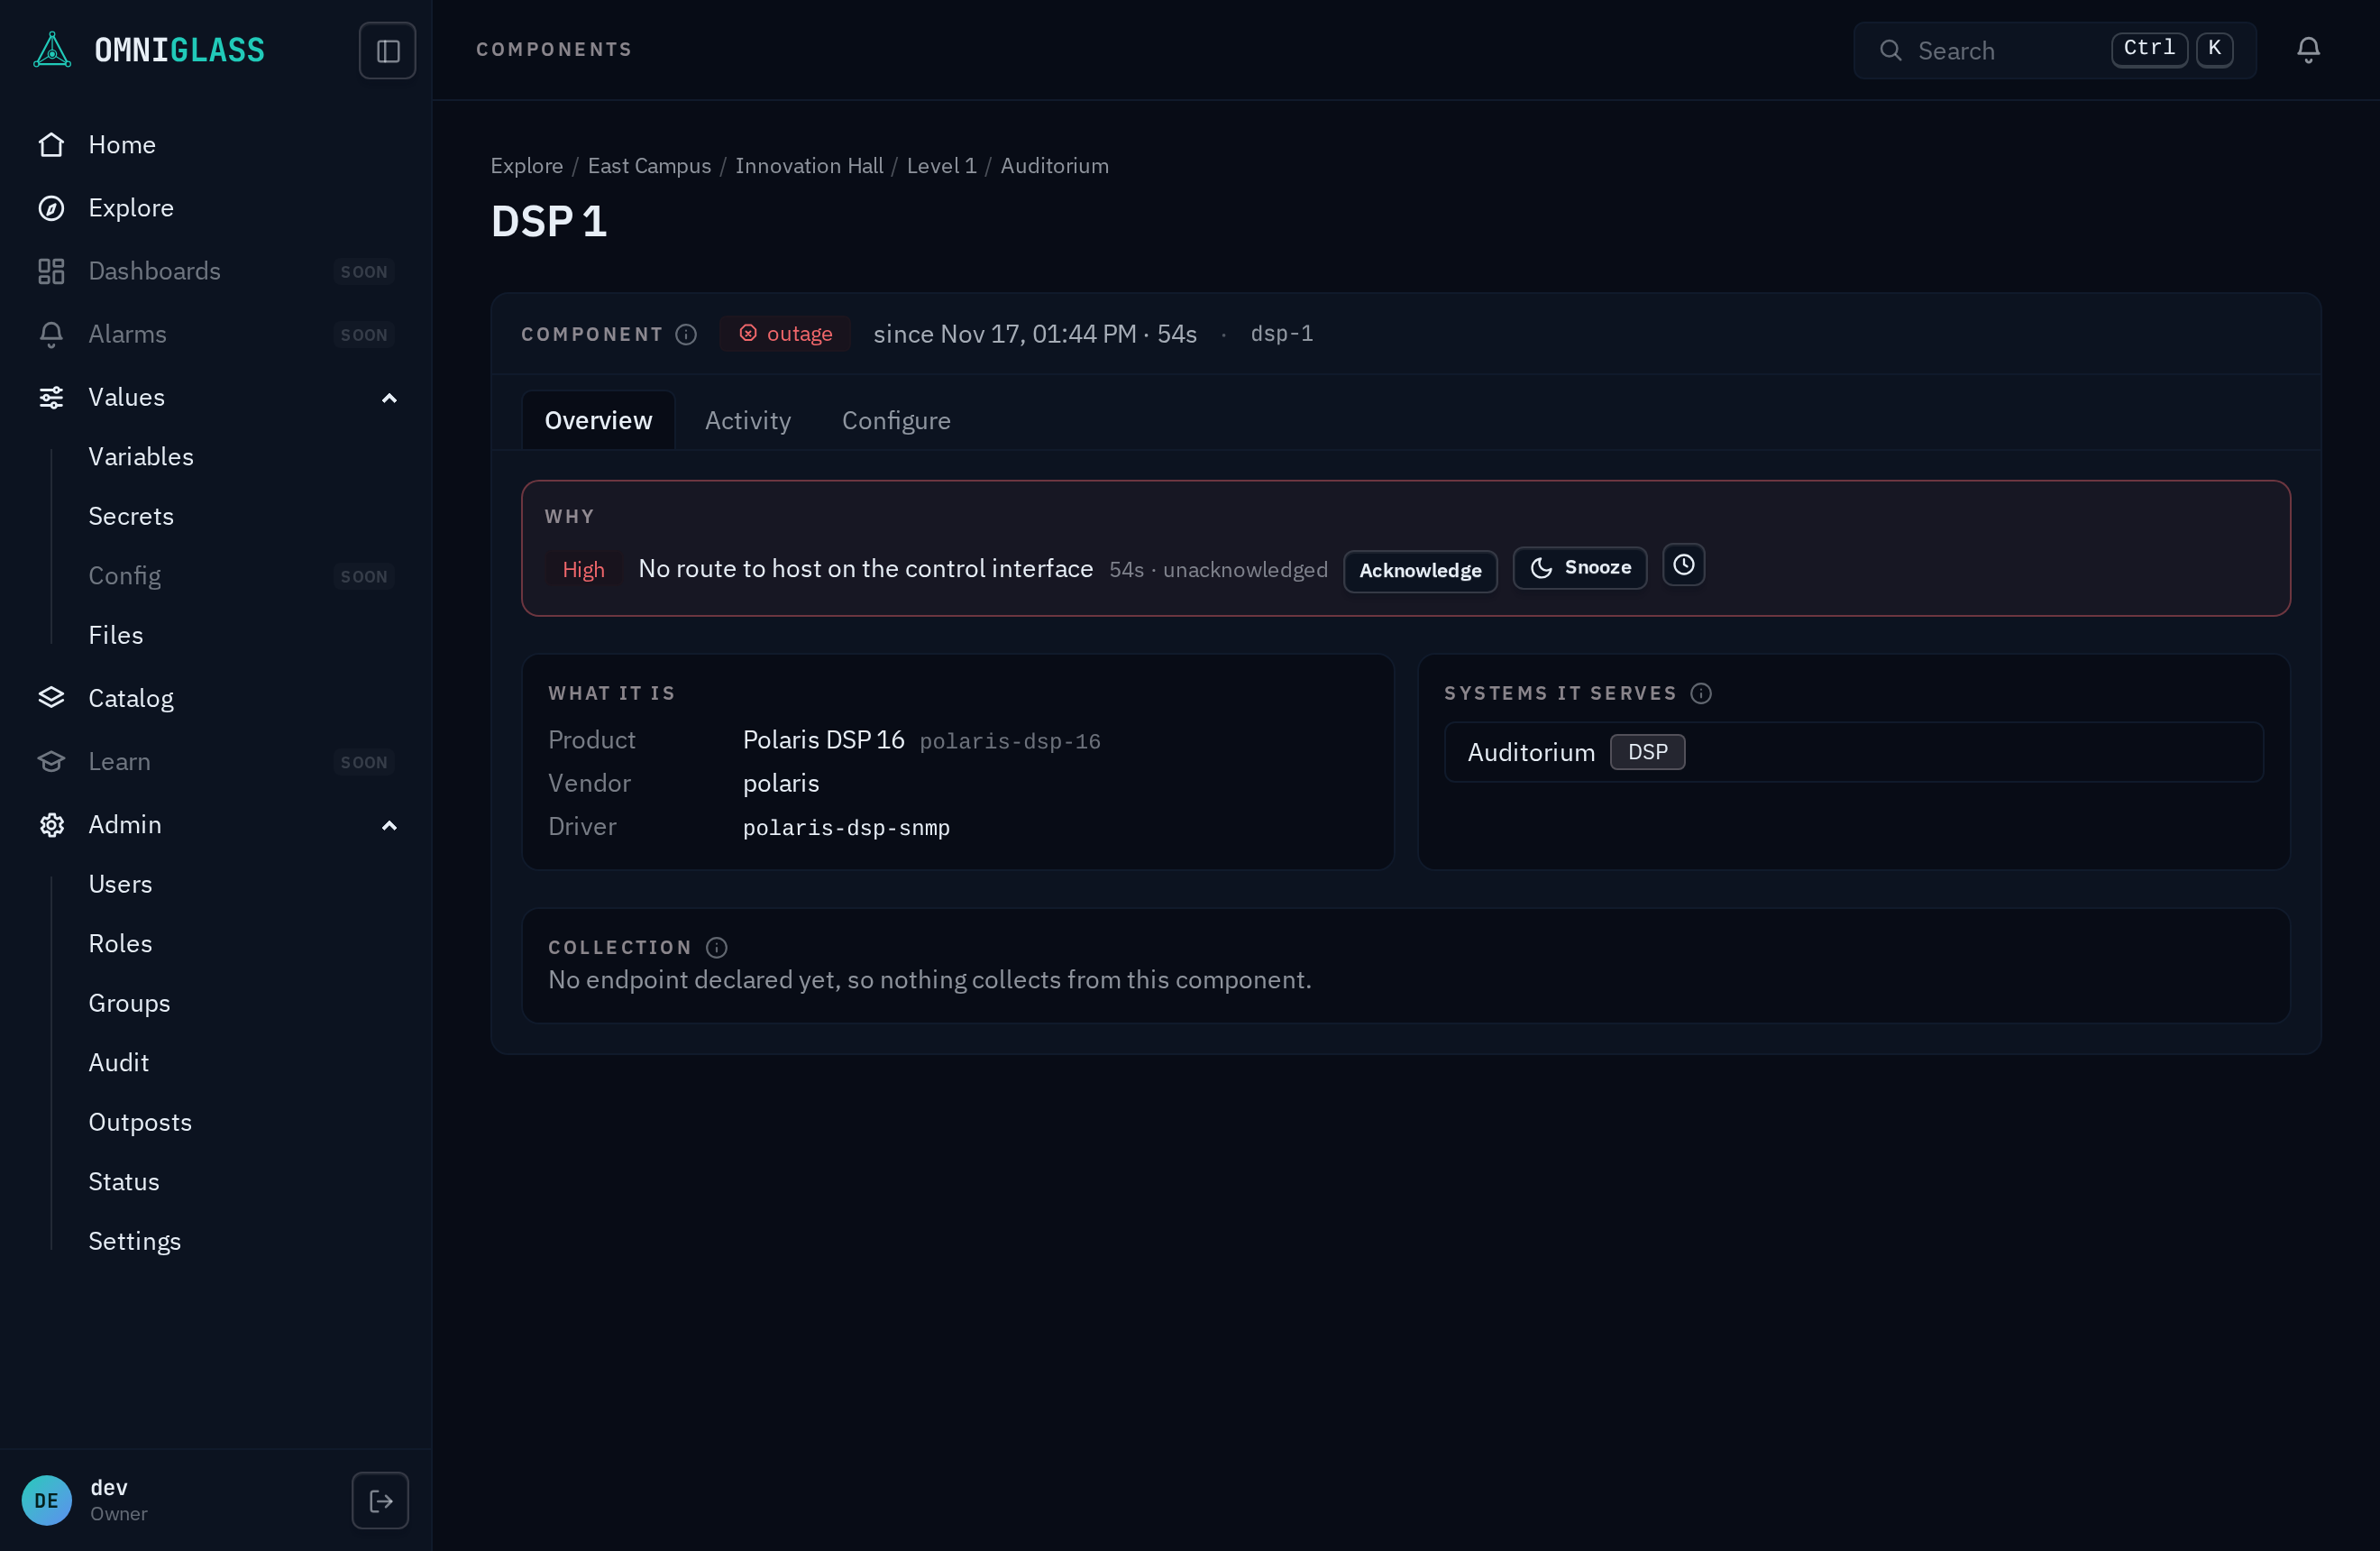 OMNIGLASS
COMPONENTS
Search Ctrl K
Home
Explore
Dashboards SOON
Alarms SOON
Values
Variables
Secrets
Config SOON
Files
Catalog
Learn SOON
Admin
Users
Roles
Groups
Audit
Outposts
Status
Settings
DE dev
Owner
Explore / East Campus / Innovation Hall / Level 1 / Auditorium
DSP 1
COMPONENT outage since Nov 17, 01:44 PM · 54s · dsp-1
Overview Activity Configure
WHY
High No route to host on the control interface 54s · unacknowledged Acknowledge Snooze
WHAT IT IS
Product Polaris DSP 16 polaris-dsp-16
Vendor polaris
Driver polaris-dsp-snmp
SYSTEMS IT SERVES
Auditorium DSP
COLLECTION
No endpoint declared yet, so nothing collects from this component.